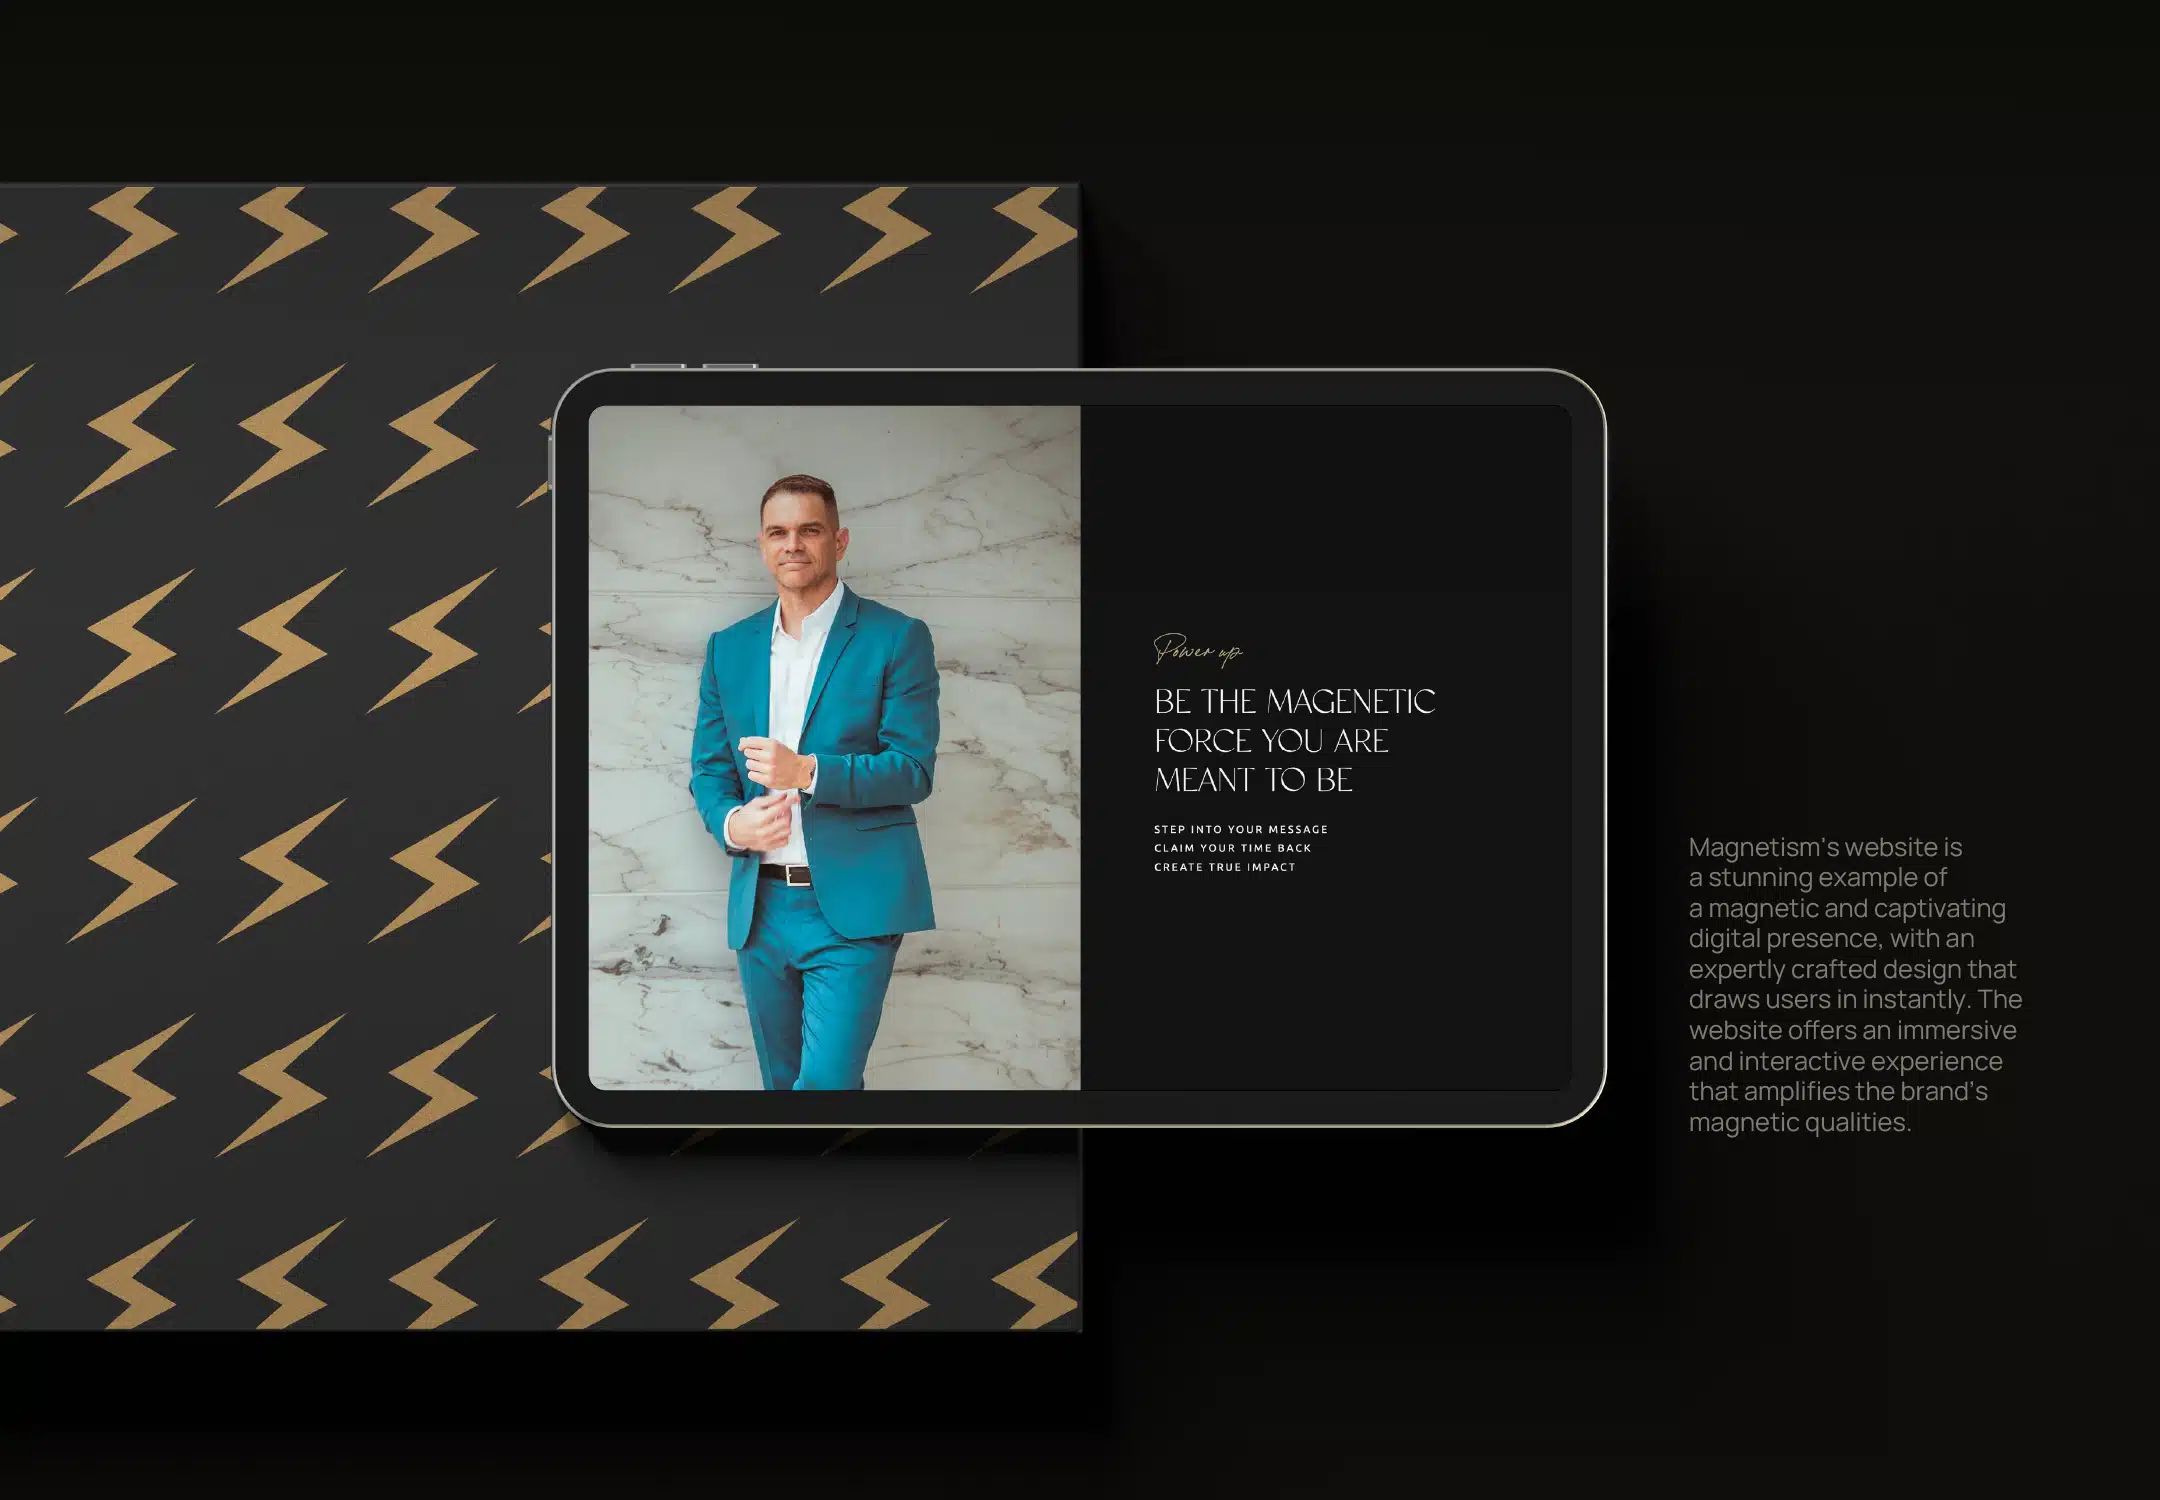 Power up
BE THE MAGENETIC
FORCE YOU ARE
MEANT TO BE
STEP INTO YOUR MESSAGE
CLAIM YOUR TIME BACK
CREATE TRUE IMPACT
Magnetism's website is
a stunning example of
a magnetic and captivating
digital presence, with an
expertly crafted design that
draws users in instantly. The
website offers an immersive
and interactive experience
that amplifies the brand's
magnetic qualities.